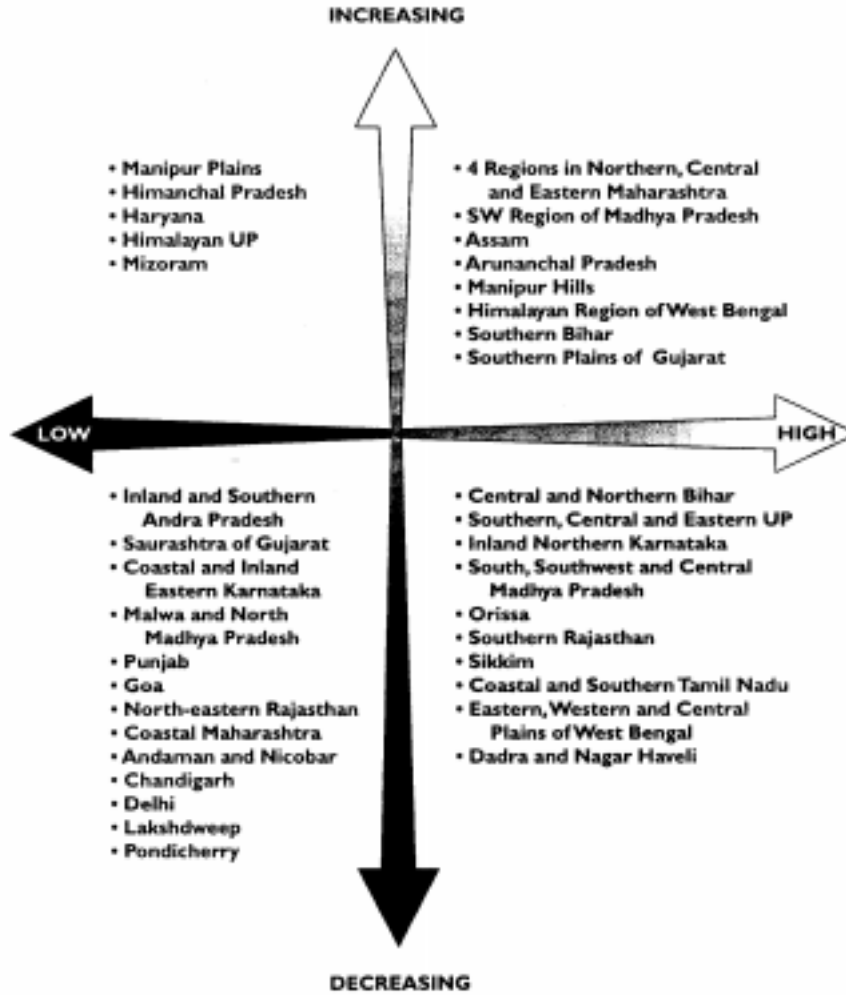 INCREASING
• Manipur Plains
• Himanchal Pradesh
• Haryana
• Himalayan UP
• Mizoram
• 4 Regions in Northern, Central
and Eastern Maharashtra
• SW Region of Madhya Pradesh
• Assam
• Arunanchal Pradesh
• Manipur Hills
• Himalayan Region of West Bengal
• Southern Bihar
• Southern Plains of Gujarat
LOW
HIGH
• Inland and Southern
Andra Pradesh
• Saurashtra of Gujarat
• Coastal and Inland
Eastern Karnataka
• Malwa and North
Madhya Pradesh
• Punjab
• Goa
• North-eastern Rajasthan
• Coastal Maharashtra
• Andaman and Nicobar
• Chandigarh
• Delhi
• Lakshdweep
• Pondicherry
• Central and Northern Bihar
• Southern, Central and Eastern UP
• Inland Northern Karnataka
• South, Southwest and Central
Madhya Pradesh
• Orissa
• Southern Rajasthan
• Sikkim
• Coastal and Southern Tamil Nadu
• Eastern, Western and Central
Plains of West Bengal
• Dadra and Nagar Haveli
DECREASING